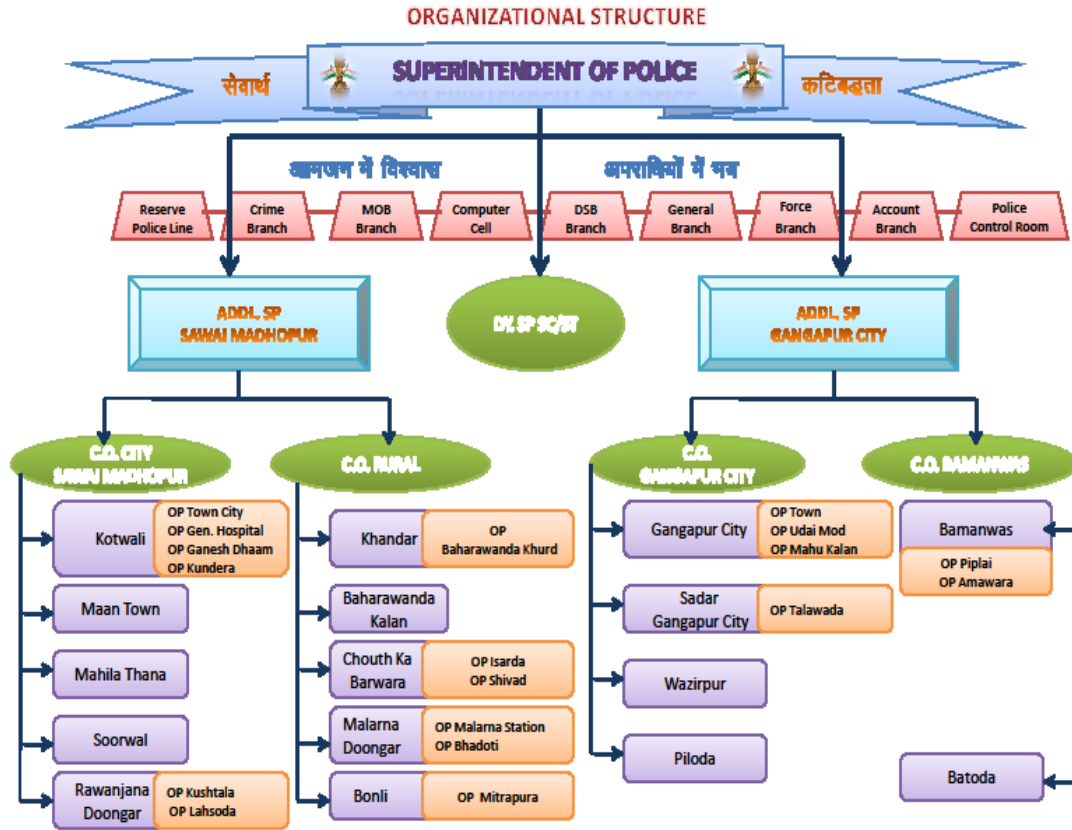 ORGANIZATIONAL STRUCTURE
सेवार्थ
SUPERINTENDENT OF POLICE
कटिबद्धता
आमजन में विश्वास
अपराधियों में भय
Reserve
Police Line
Crime
Branch
MOB
Branch
Computer
Cell
DSB
Branch
General
Branch
Force
Branch
Account
Branch
Police
Control Room
ADDL. SP
SAWAI MADHOPUR
DY. SP SC/ST
ADDL. SP
GANGAPUR CITY
C.O. CITY
SAWAI MADHOPUR
Kotwali
OP Town City
OP Gen. Hospital
OP Ganesh Dhaam
OP Kundera
Maan Town
Mahila Thana
Soorwal
Rawanjana
Doongar
OP Kushtala
OP Lahsoda
C.O. RURAL
Khandar
OP
Baharawanda Khurd
Baharawanda
Kalan
Chouth Ka
Barwara
OP Isarda
OP Shivad
Malarna
Doongar
OP Malarna Station
OP Bhadoti
Bonli
OP Mitrapura
C.O.
GANGAPUR CITY
Gangapur City
OP Town
OP Udai Mod
OP Mahu Kalan
Sadar
Gangapur City
OP Talawada
Wazirpur
Piloda
C.O. BAMANWAS
Bamanwas
OP Piplai
OP Amawara
Batoda